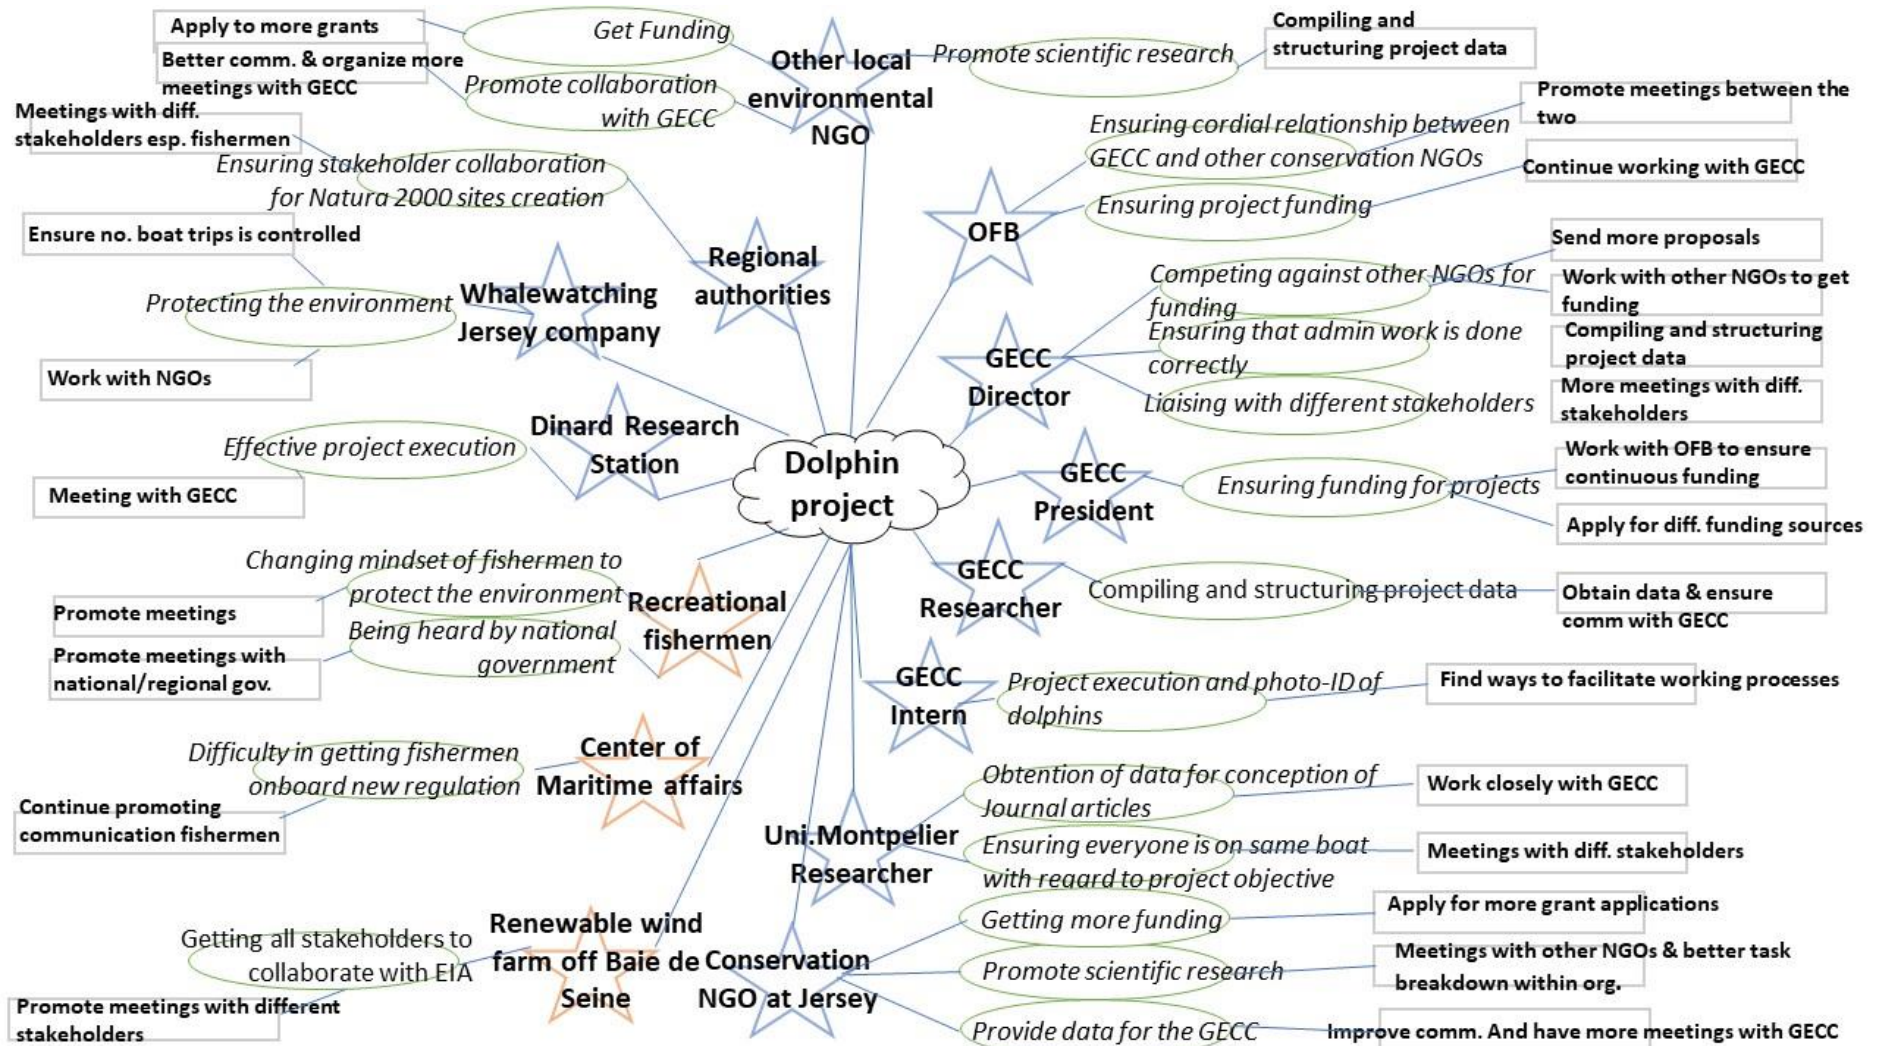 Apply to more grants
Better comm. & organize more
meetings with GECC
Get Funding
Promote collaboration
with GECC
Other local
environmental
NGO
Promote scientific research
Compiling and
structuring project data
Meetings with diff.
stakeholders esp. fishermen
Ensuring stakeholder collaboration
for Natura 2000 sites creation
Regional
authorities
Ensuring cordial relationship between
GECC and other conservation NGOs
Promote meetings between the
two
Ensuring project funding
Continue working with GECC
OFB
Ensure no. boat trips is controlled
Protecting the environment
Work with NGOs
Whalewatching
Jersey company
Send more proposals
Competing against other NGOs for
funding
Work with other NGOs to get
funding
Ensuring that admin work is done
correctly
Compiling and structuring
project data
Liaising with different stakeholders
More meetings with diff.
stakeholders
GECC
Director
Effective project execution
Meeting with GECC
Dinard Research
Station
Dolphin
project
GECC
President
Ensuring funding for projects
Work with OFB to ensure
continuous funding
Apply for diff. funding sources
GECC
Researcher
Compiling and structuring project data
Obtain data & ensure
comm with GECC
Changing mindset of fishermen to
protect the environment
Promote meetings
Being heard by national
government
Promote meetings with
national/regional gov.
Recreational
fishermen
GECC
Intern
Project execution and photo-ID of
dolphins
Find ways to facilitate working processes
Difficulty in getting fishermen
onboard new regulation
Continue promoting
communication fishermen
Center of
Maritime affairs
Uni.Montpelier
Researcher
Obtention of data for conception of
Journal articles
Work closely with GECC
Ensuring everyone is on same boat
with regard to project objective
Meetings with diff. stakeholders
Getting all stakeholders to
collaborate with EIA
Promote meetings with different
stakeholders
Renewable wind
farm off Baie de
Seine
Conservation
NGO at Jersey
Getting more funding
Apply for more grant applications
Promote scientific research
Meetings with other NGOs & better task
breakdown within org.
Provide data for the GECC
Improve comm. And have more meetings with GECC